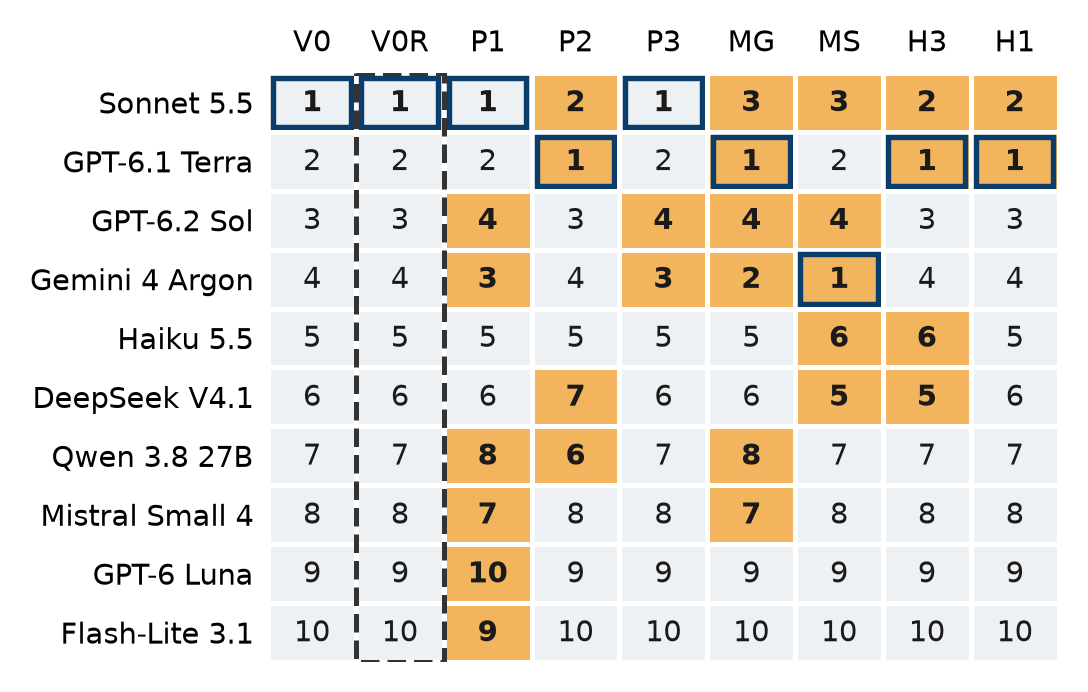 V0 V0R P1 P2 P3 MG MS H3 H1
Sonnet 5.5 1 1 1 2 1 3 3 2 2
GPT-6.1 Terra 2 2 2 1 2 1 2 1 1
GPT-6.2 Sol 3 3 4 3 4 4 4 3 3
Gemini 4 Argon 4 4 3 4 3 2 1 4 4
Haiku 5.5 5 5 5 5 5 5 6 6 5
DeepSeek V4.1 6 6 6 7 6 6 5 5 6
Qwen 3.8 27B 7 7 8 6 7 8 7 7 7
Mistral Small 4 8 8 7 8 8 7 8 8 8
GPT-6 Luna 9 9 10 9 9 9 9 9 9
Flash-Lite 3.1 10 10 9 10 10 10 10 10 10